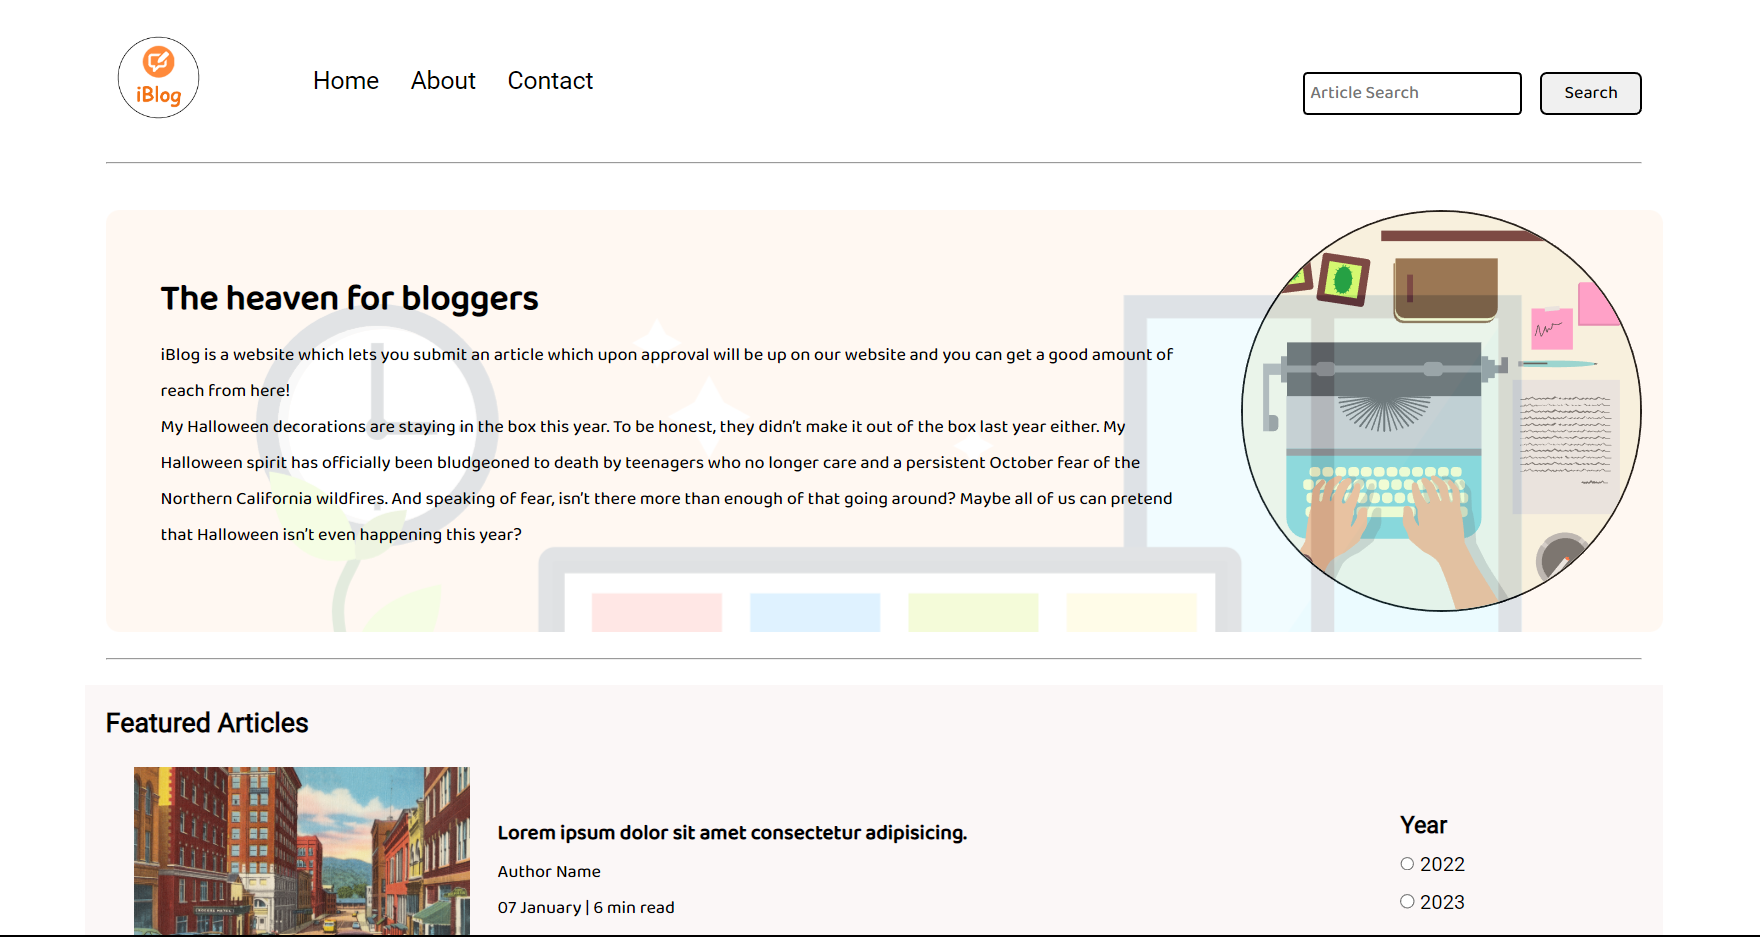 iBlog
Home About Contact
Article Search Search
The heaven for bloggers
iBlog is a website which lets you submit an article which upon approval will be up on our website and you can get a good amount of
reach from here!
My Halloween decorations are staying in the box this year. To be honest, they didn’t make it out of the box last year either. My
Halloween spirit has officially been bludgeoned to death by teenagers who no longer care and a persistent October fear of the
Northern California wildfires. And speaking of fear, isn’t there more than enough of that going around? Maybe all of us can pretend
that Halloween isn’t even happening this year?
Featured Articles
Lorem ipsum dolor sit amet consectetur adipisicing.
Author Name
07 January | 6 min read
Year
2022
2023